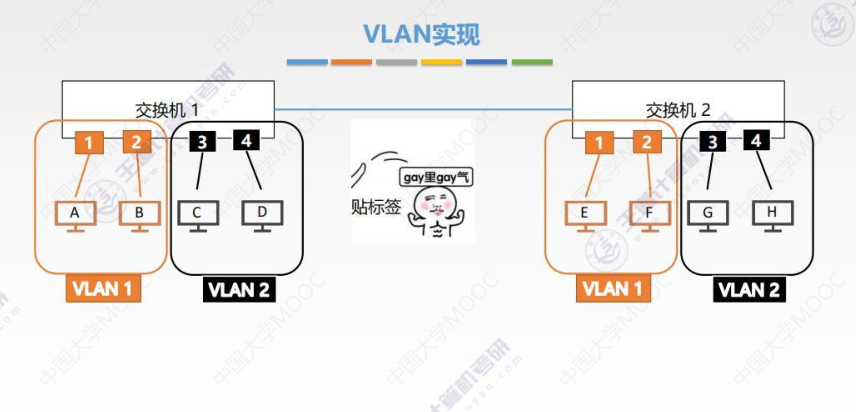 VLAN实现
交换机 1
交换机 2
1
2
3
4
1
2
3
4
gay里gay气
贴标签
A
B
C
D
E
F
G
H
VLAN 1
VLAN 2
VLAN 1
VLAN 2
中国大学MOOC
王道计算机考研